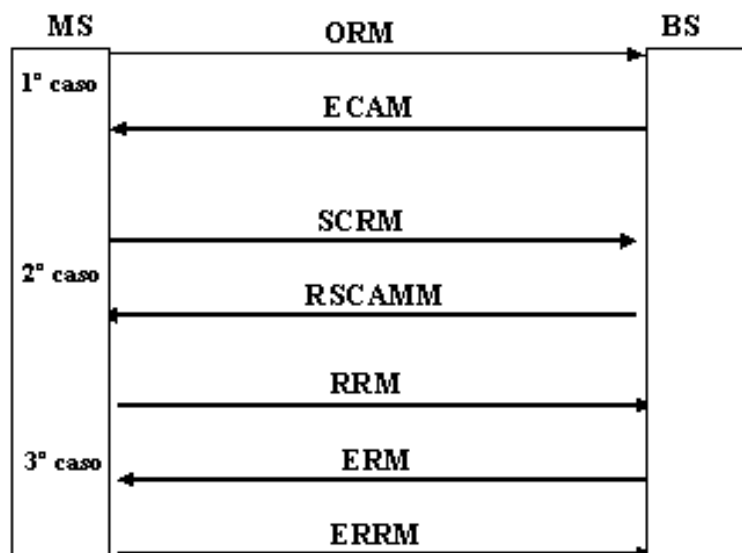 MS
ORM
BS
1° caso
ECAM
SCRM
2° caso
RSCAMM
RRM
3° caso
ERM
ERRM